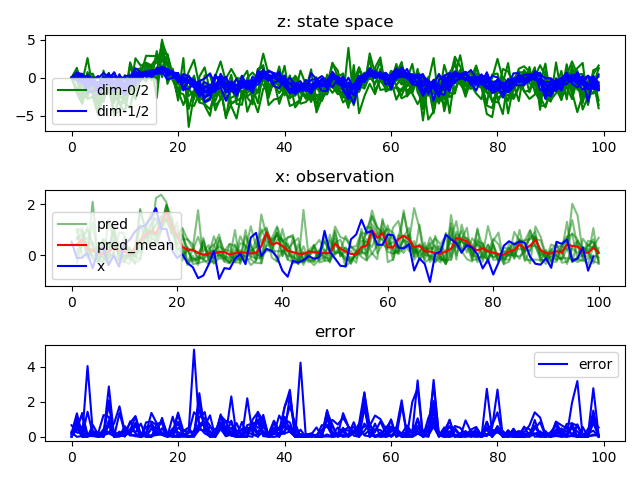 z: state space
5
0
−5
dim-0/2
dim-1/2
0 20 40 60 80 100
x: observation
2
0
pred
pred_mean
x
0 20 40 60 80 100
error
4
2
0
error
0 20 40 60 80 100